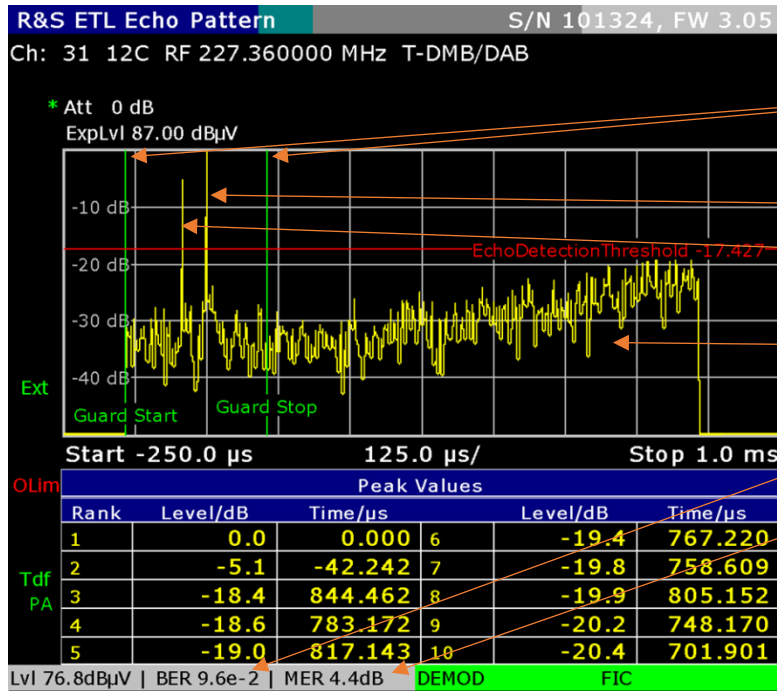 R&S ETL Echo Pattern S/N 101324, FW 3.05
Ch: 31 12C RF 227.360000 MHz T-DMB/DAB
* Att 0 dB
ExpLvl 87.00 dBµV
-10 dB
EchoDetectionThreshold -17.427
-20 dB
-30 dB
-40 dB
Ext
Guard Start Guard Stop
Start -250.0 µs 125.0 µs/ Stop 1.0 ms
OLim Peak Values
Rank Level/dB Time/µs Level/dB Time/µs
1 0.0 0.000 6 -19.4 767.220
2 -5.1 -42.242 7 -19.8 758.609
Tdf
PA
3 -18.4 844.462 8 -19.9 805.152
4 -18.6 783.172 9 -20.2 748.170
5 -19.0 817.143 10 -20.4 701.901
Lvl 76.8dBµV | BER 9.6e-2 | MER 4.4dB DEMOD FIC